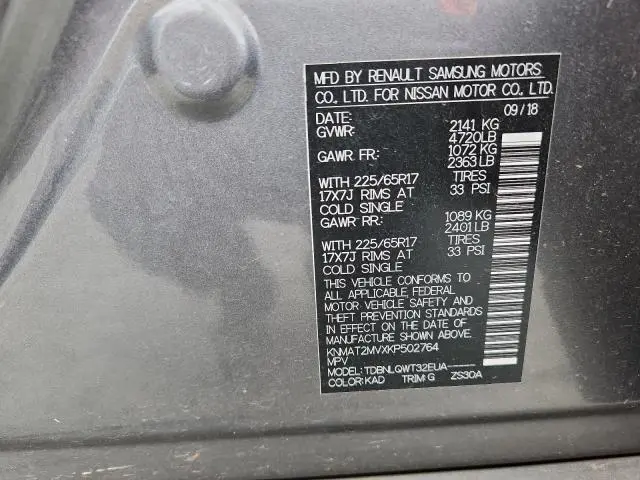 MFD BY RENAULT SAMSUNG MOTORS
CO., LTD. FOR NISSAN MOTOR CO., LTD.
DATE: 09/18
GVWR: 2141 KG
4720LB
GAWR FR: 1072 KG
2363LB
WITH 225/65R17 TIRES
17X7J RIMS AT 33 PSI
COLD SINGLE
GAWR RR: 1089 KG
2401LB
WITH 225/65R17 TIRES
17X7J RIMS AT 33 PSI
COLD SINGLE
THIS VEHICLE CONFORMS TO
ALL APPLICABLE FEDERAL
MOTOR VEHICLE SAFETY AND
THEFT PREVENTION STANDARDS
IN EFFECT ON THE DATE OF
MANUFACTURE SHOWN ABOVE.
KNMAT2MVXKP502764
MPV
MODEL: TDBNLQWT32EUA-----
COLOR: KAD TRIM: G ZS30A